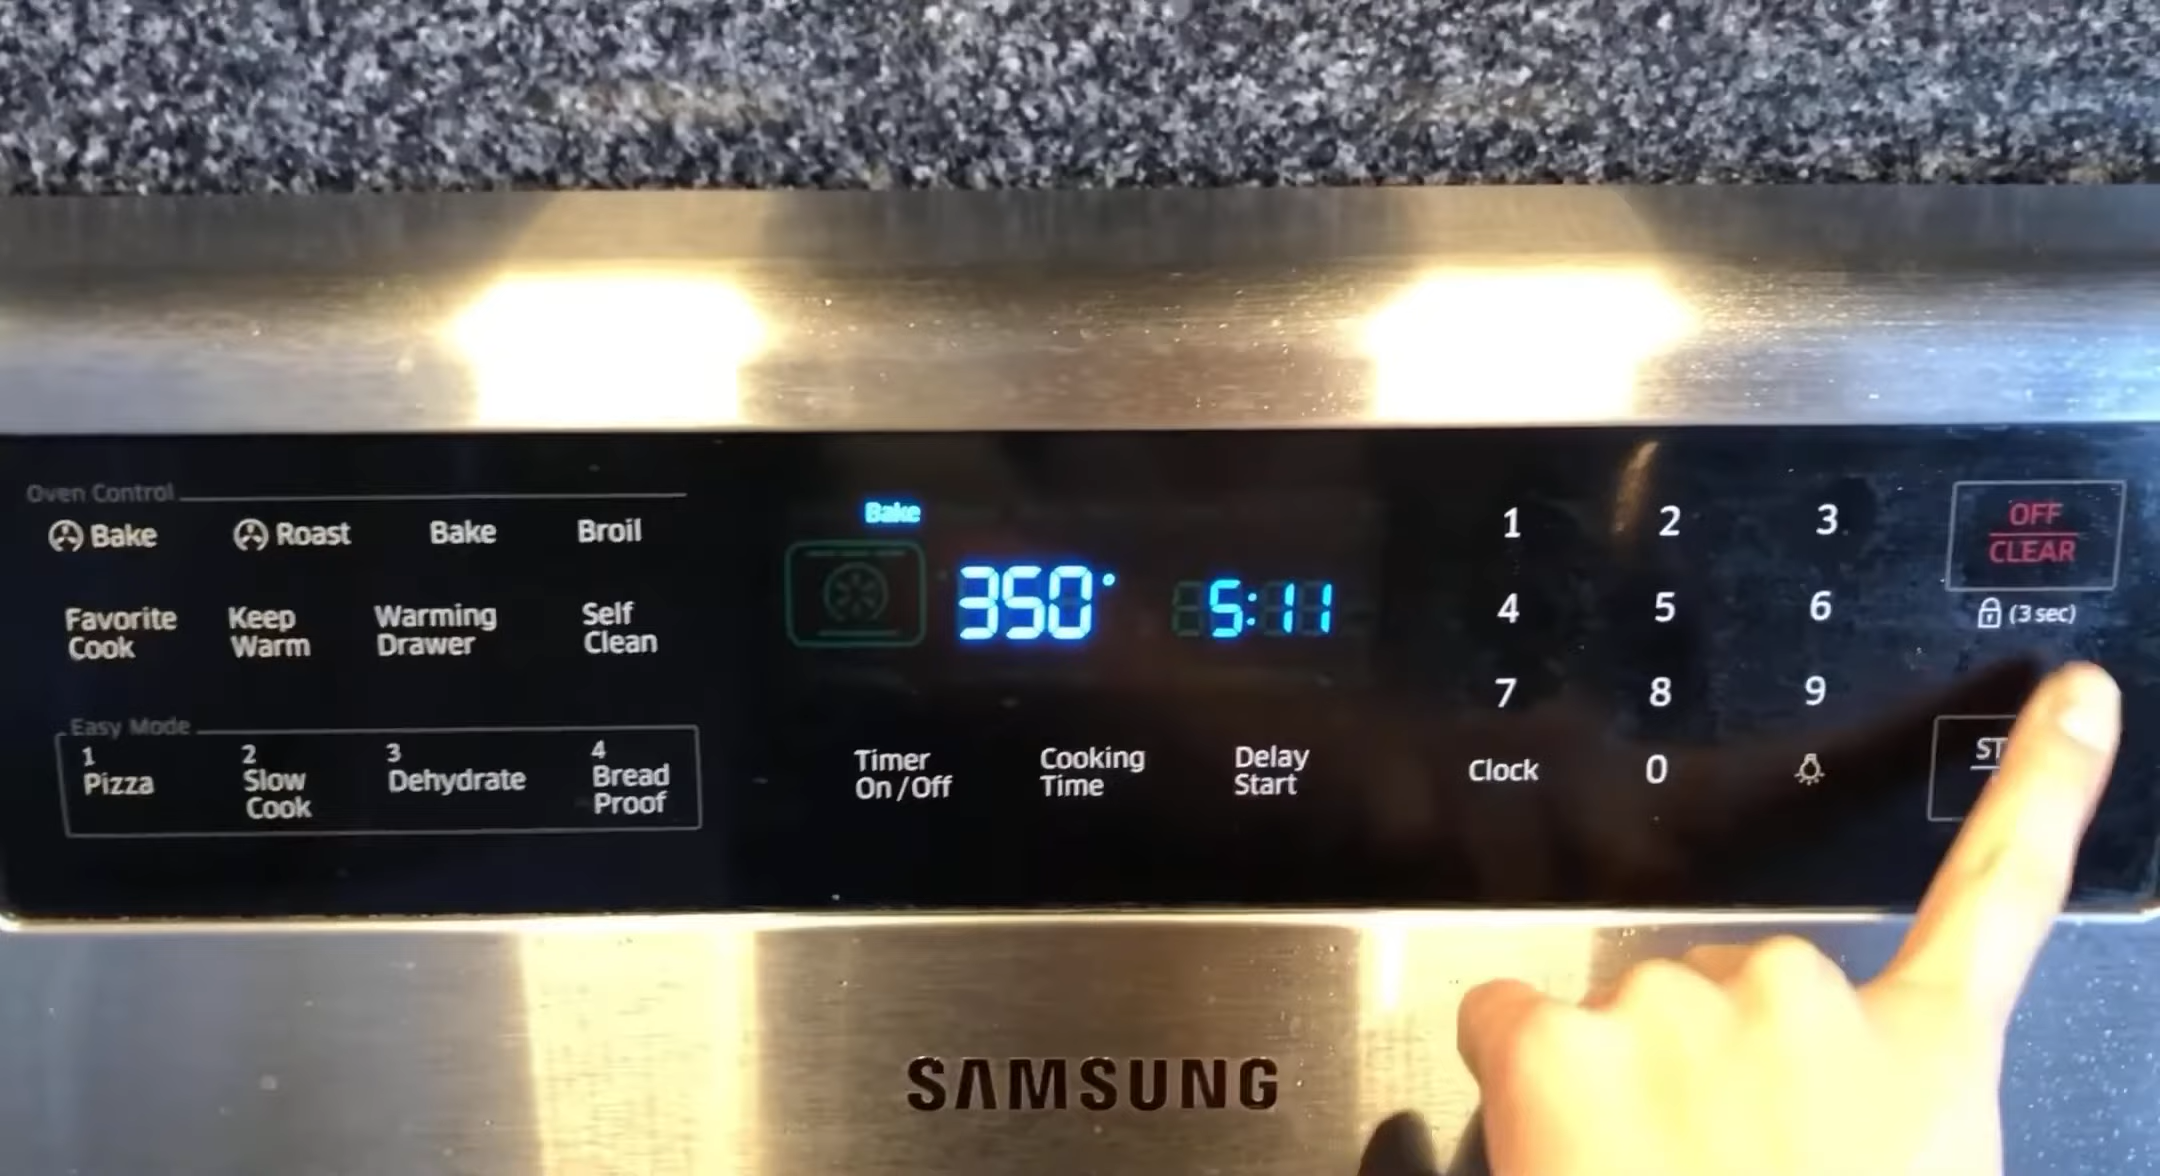 Oven Control
Bake Roast Bake Broil
Favorite Keep Warming Self
Cook Warm Drawer Clean
Easy Mode
1 2 3 4
Pizza Slow Dehydrate Bread
Cook Proof
Bake
350° 5:11
Timer Cooking Delay
On/Off Time Start
1 2 3
4 5 6
7 8 9
Clock 0
OFF
CLEAR
(3 sec)
SAMSUNG